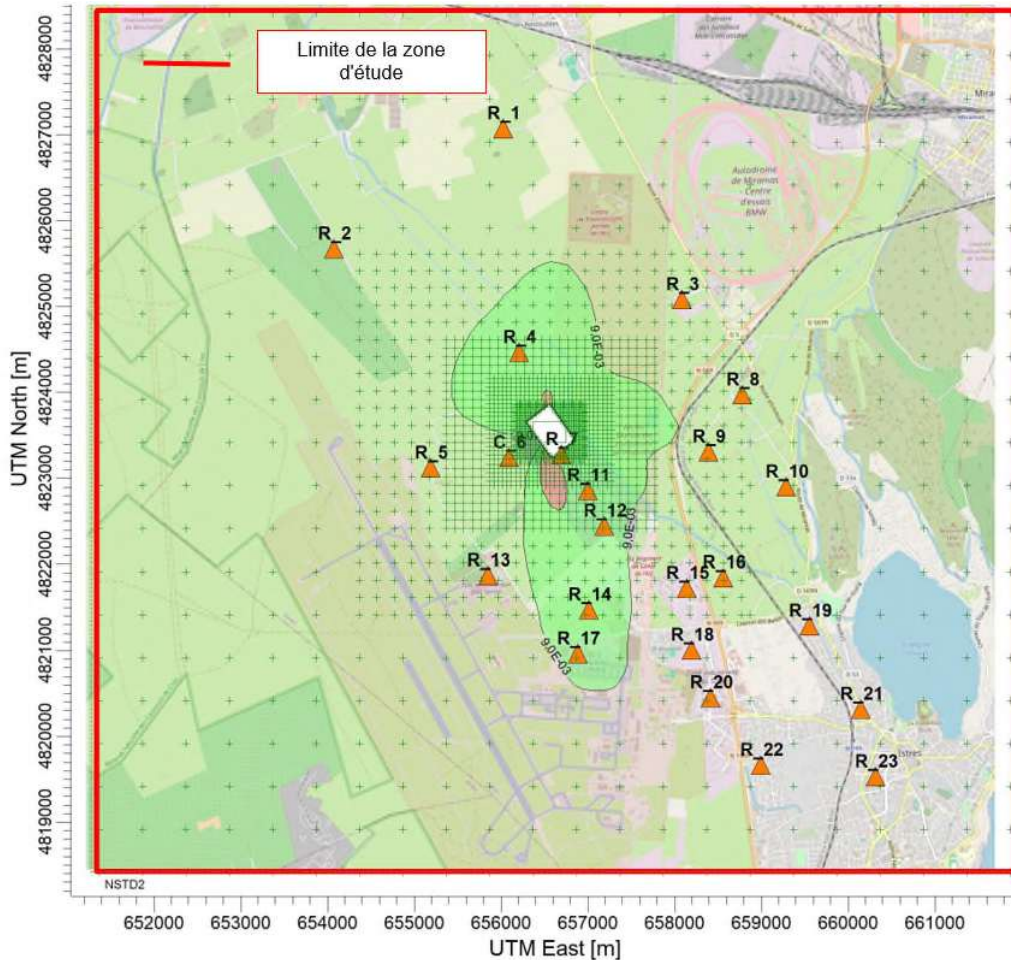 Limite de la zone
d'étude
Miramas
R_1
Autodrome
de Miramas
- Centre
d'essais
BMW
R_2
R_3
9.0E-03
R_4
R_8
R_9
C_6
R_7
R_5
R_10
R_11
R_12
9.0E-03
R_13
R_16
R_15
R_14
R_19
R_17
R_18
9.0E-03
R_20
R_21
Istres
R_22
R_23
4828000
4827000
4826000
4825000
4824000
4823000
4822000
4821000
4820000
4819000
UTM North [m]
NSTD2
652000 653000 654000 655000 656000 657000 658000 659000 660000 661000
UTM East [m]